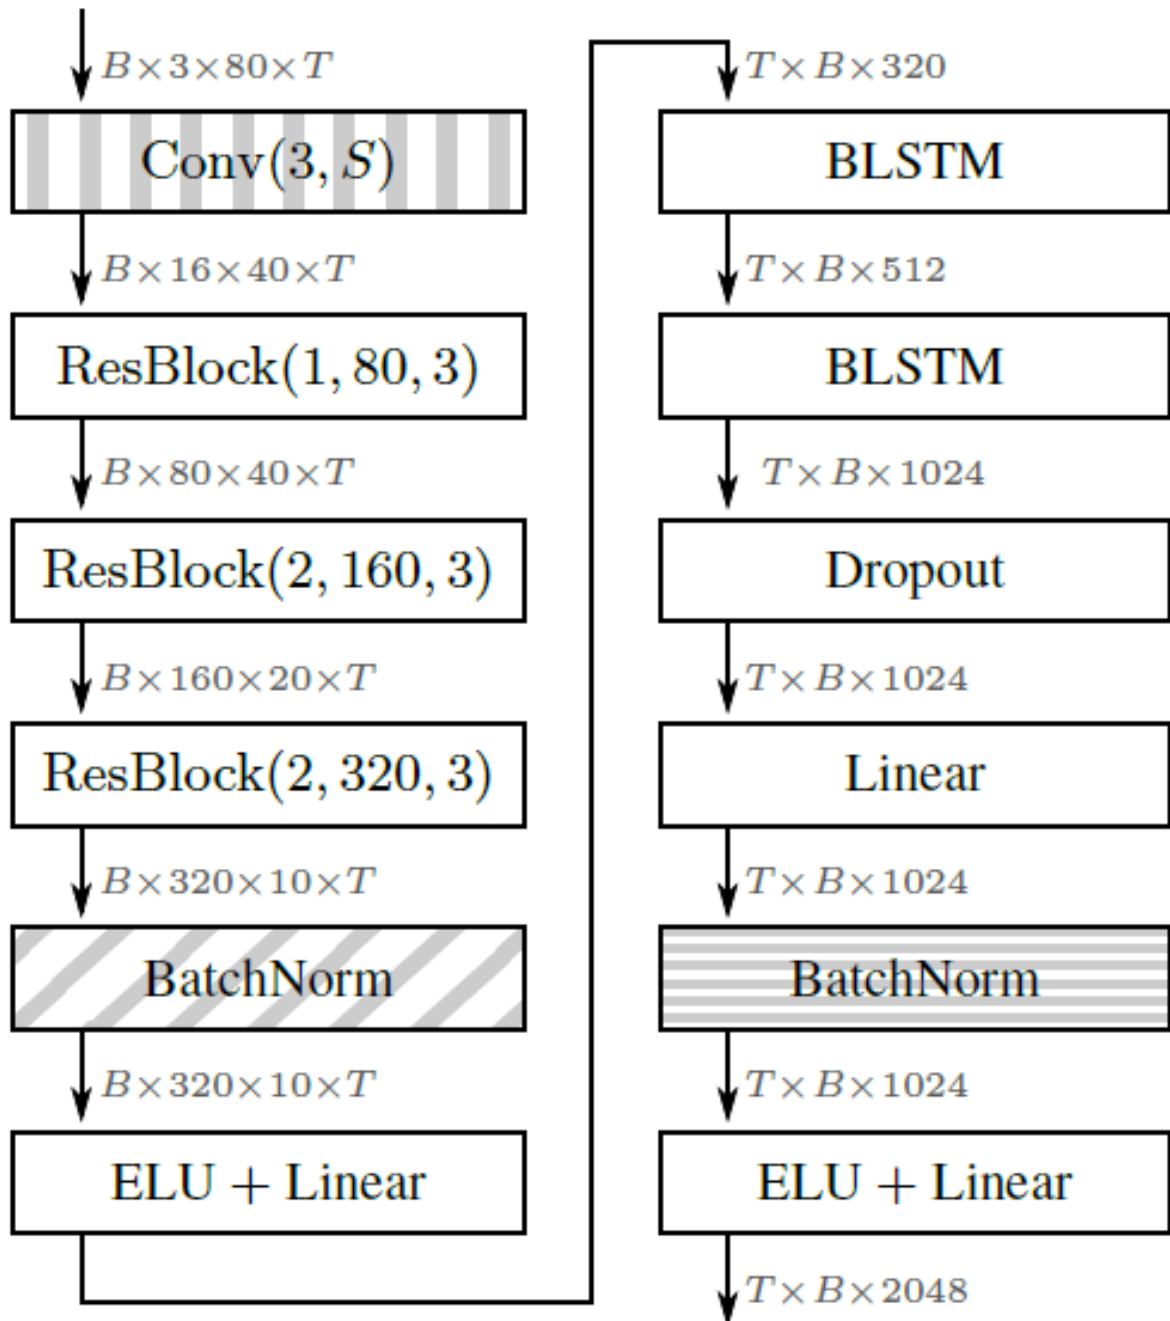 B×3×80×T
Conv(3, S)
B×16×40×T
ResBlock(1, 80, 3)
B×80×40×T
ResBlock(2, 160, 3)
B×160×20×T
ResBlock(2, 320, 3)
B×320×10×T
BatchNorm
B×320×10×T
ELU + Linear
T×B×320
BLSTM
T×B×512
BLSTM
T×B×1024
Dropout
T×B×1024
Linear
T×B×1024
BatchNorm
T×B×1024
ELU + Linear
T×B×2048